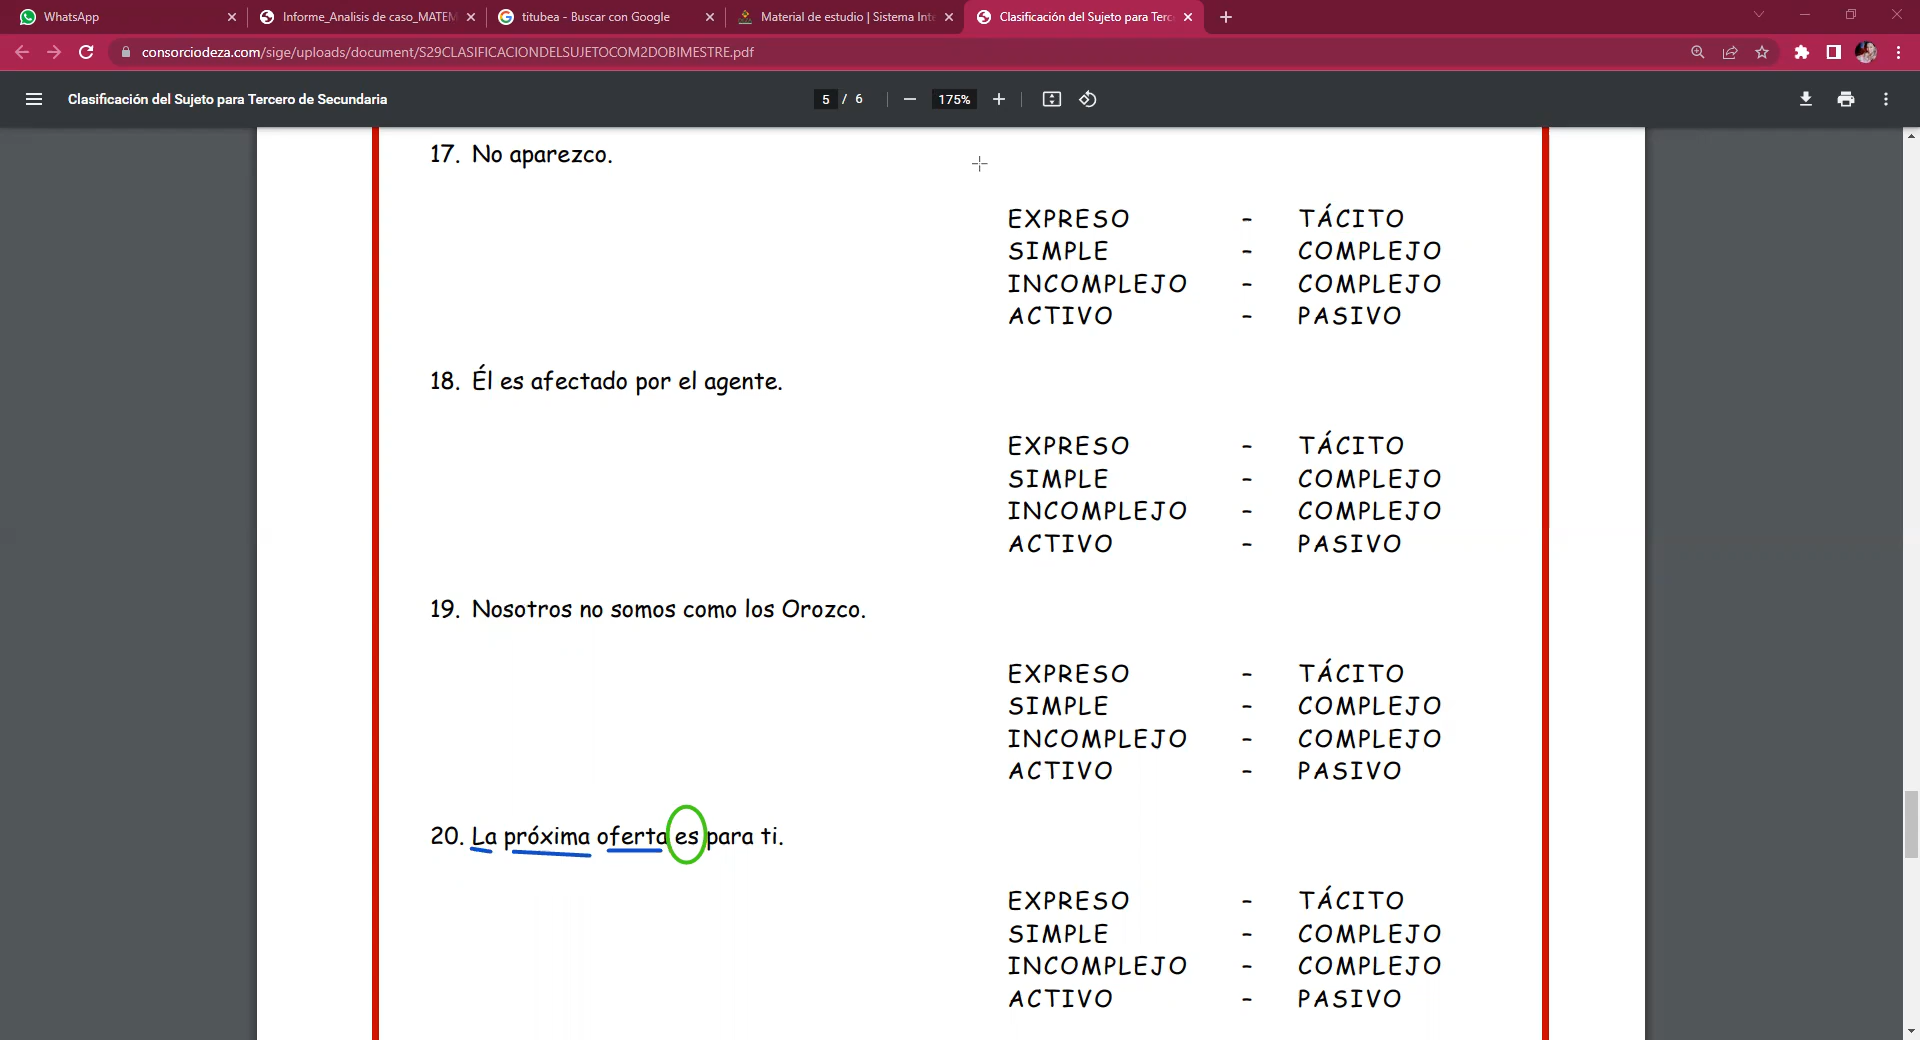 WhatsApp
Informe_Analisis de caso_MATEM
titubea - Buscar con Google
Material de estudio | Sistema Inte
Clasificación del Sujeto para Terc
consorciodeza.com/sige/uploads/document/S29CLASIFICACIONDELSUJETOCOM2DOBIMESTRE.pdf
Clasificación del Sujeto para Tercero de Secundaria
5 / 6
175%
17. No aparezco.
EXPRESO - TÁCITO
SIMPLE - COMPLEJO
INCOMPLEJO - COMPLEJO
ACTIVO - PASIVO
18. Él es afectado por el agente.
EXPRESO - TÁCITO
SIMPLE - COMPLEJO
INCOMPLEJO - COMPLEJO
ACTIVO - PASIVO
19. Nosotros no somos como los Orozco.
EXPRESO - TÁCITO
SIMPLE - COMPLEJO
INCOMPLEJO - COMPLEJO
ACTIVO - PASIVO
20. La próxima oferta es para ti.
EXPRESO - TÁCITO
SIMPLE - COMPLEJO
INCOMPLEJO - COMPLEJO
ACTIVO - PASIVO